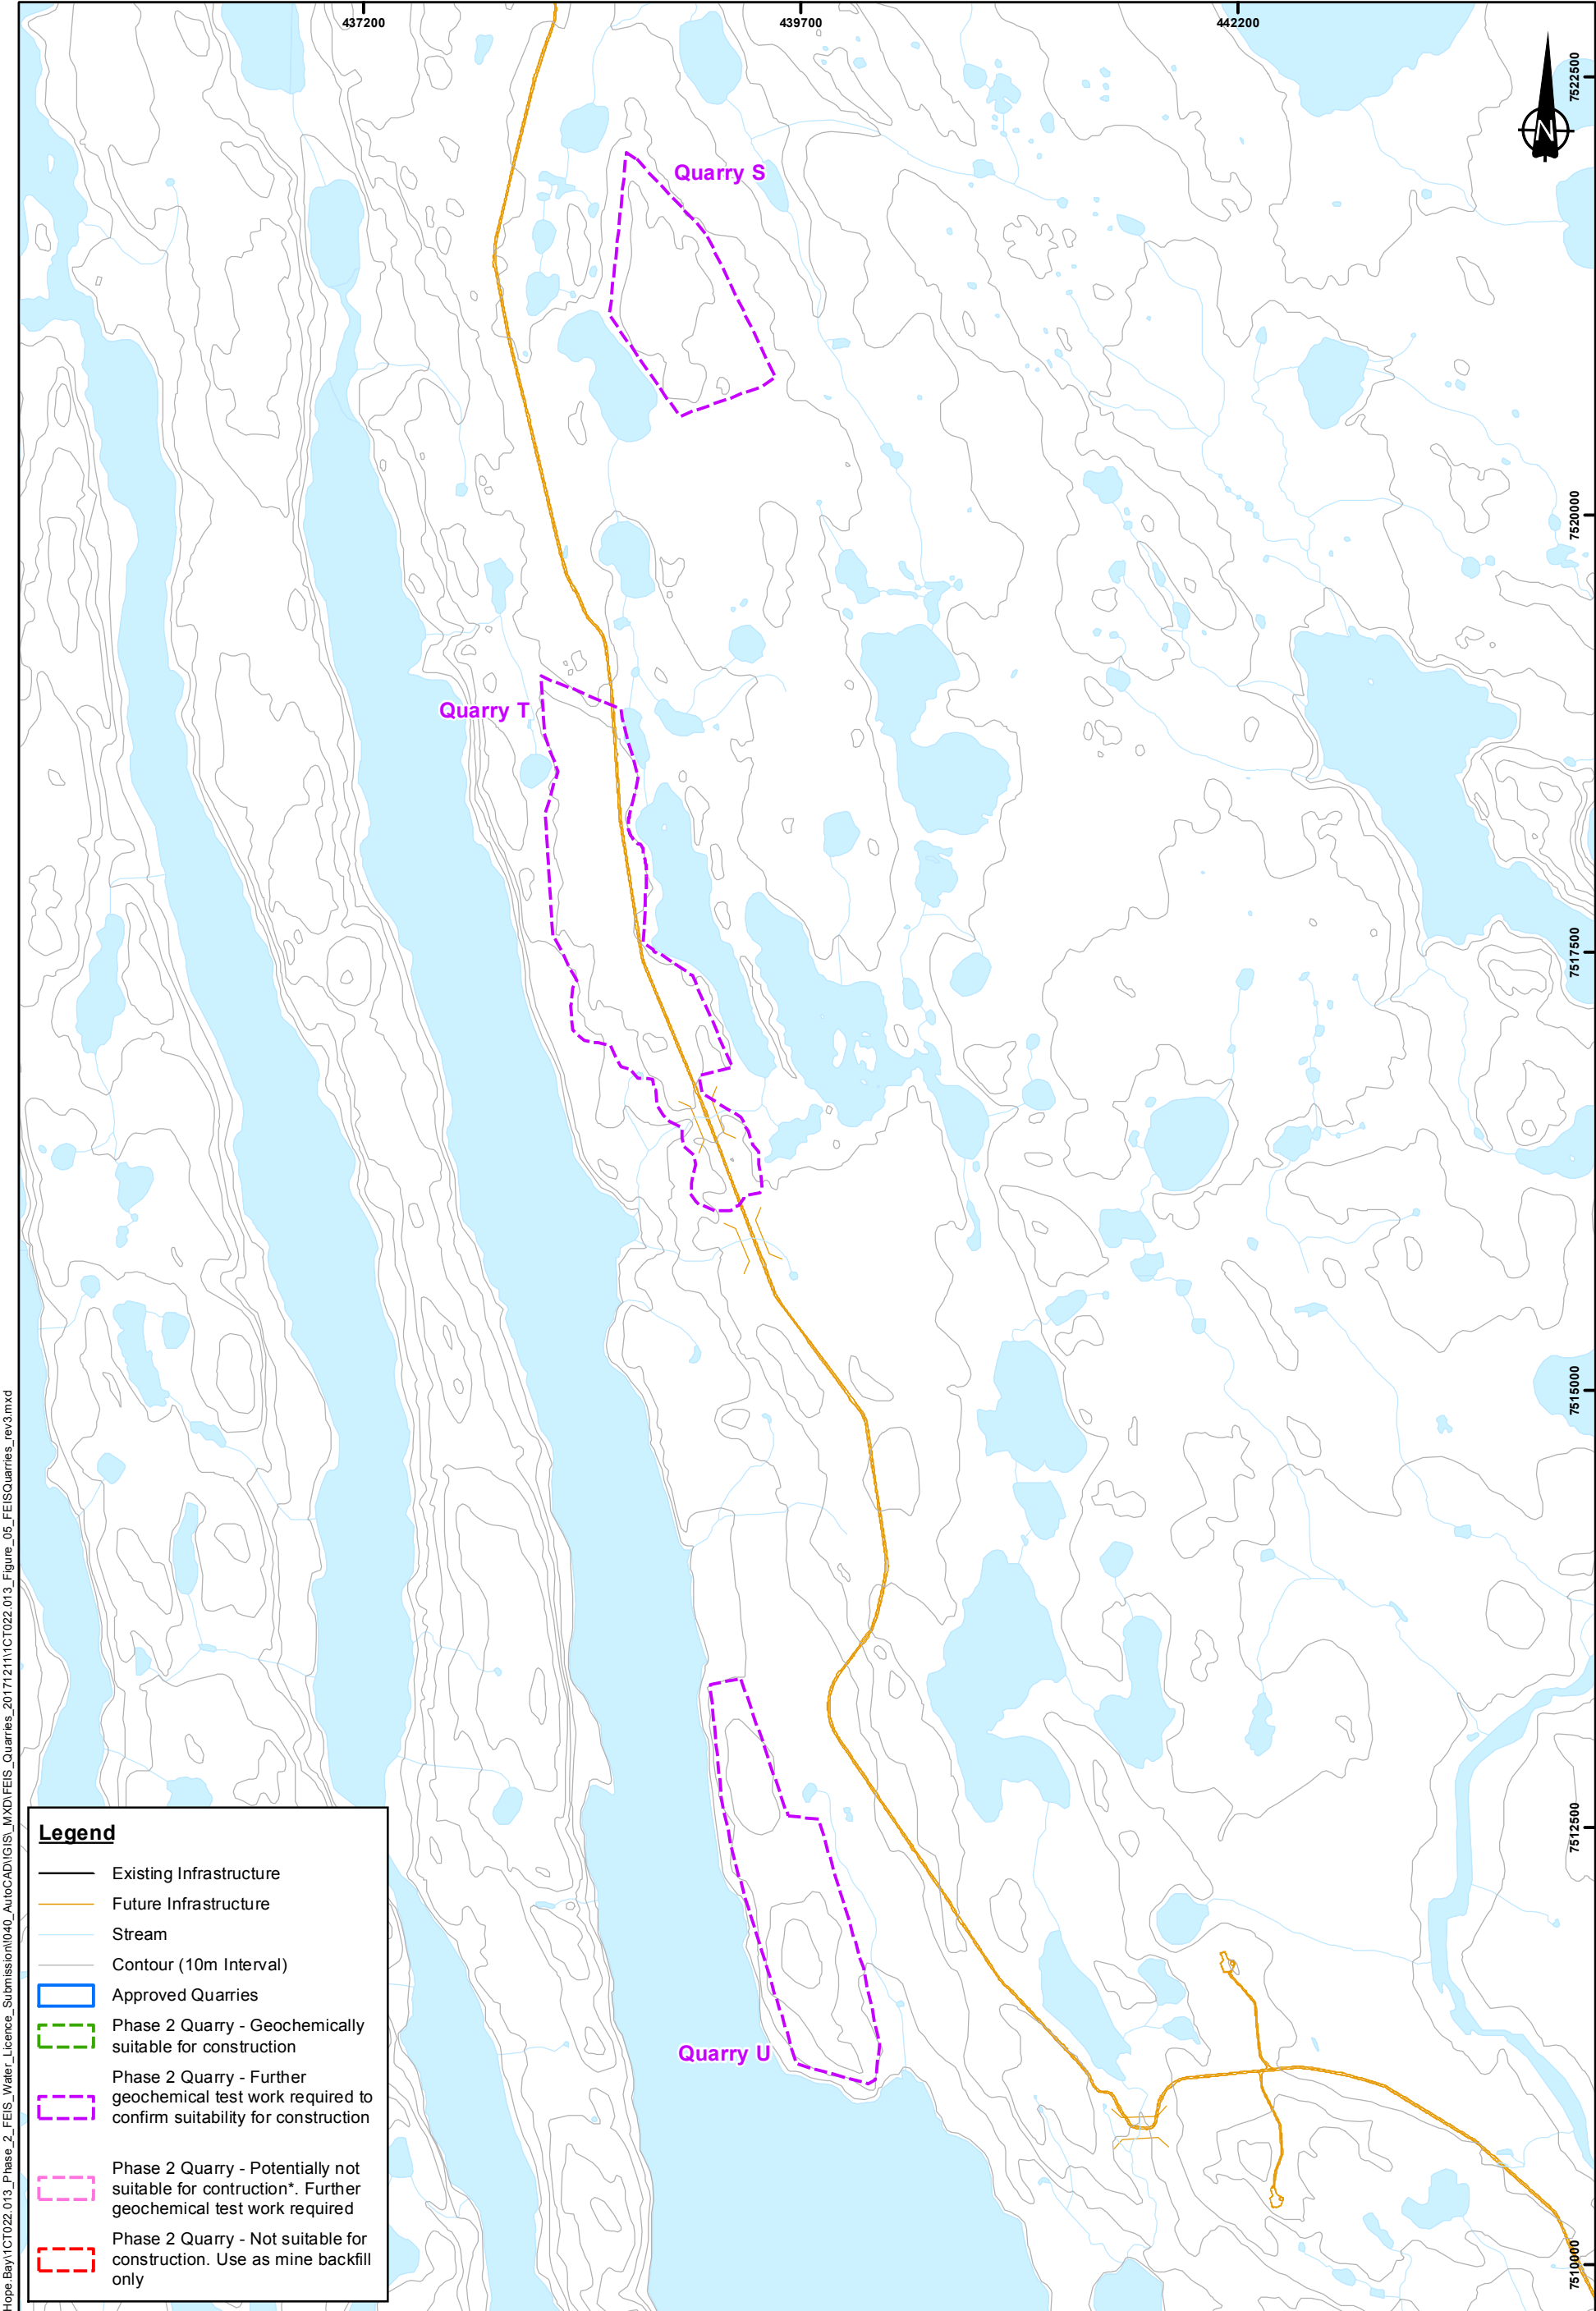 437200
439700
442200
7522500
N
Quarry S
7520000
Quarry T
7517500
7515000
7512500
Quarry U
7510000
Legend
Existing Infrastructure
Future Infrastructure
Stream
Contour (10m Interval)
Approved Quarries
Phase 2 Quarry - Geochemically
suitable for construction
Phase 2 Quarry - Further
geochemical test work required to
confirm suitability for construction
Phase 2 Quarry - Potentially not
suitable for contruction*. Further
geochemical test work required
Phase 2 Quarry - Not suitable for
construction. Use as mine backfill
only
Hope.Bay\1CT022.013_Phase_2_FEIS_Water_Licence_Submission\!040_AutoCAD\!GIS\_MXD\FEIS_Quarries_20171211\1CT022.013_Figure_05_FEISQuarries_rev3.mxd